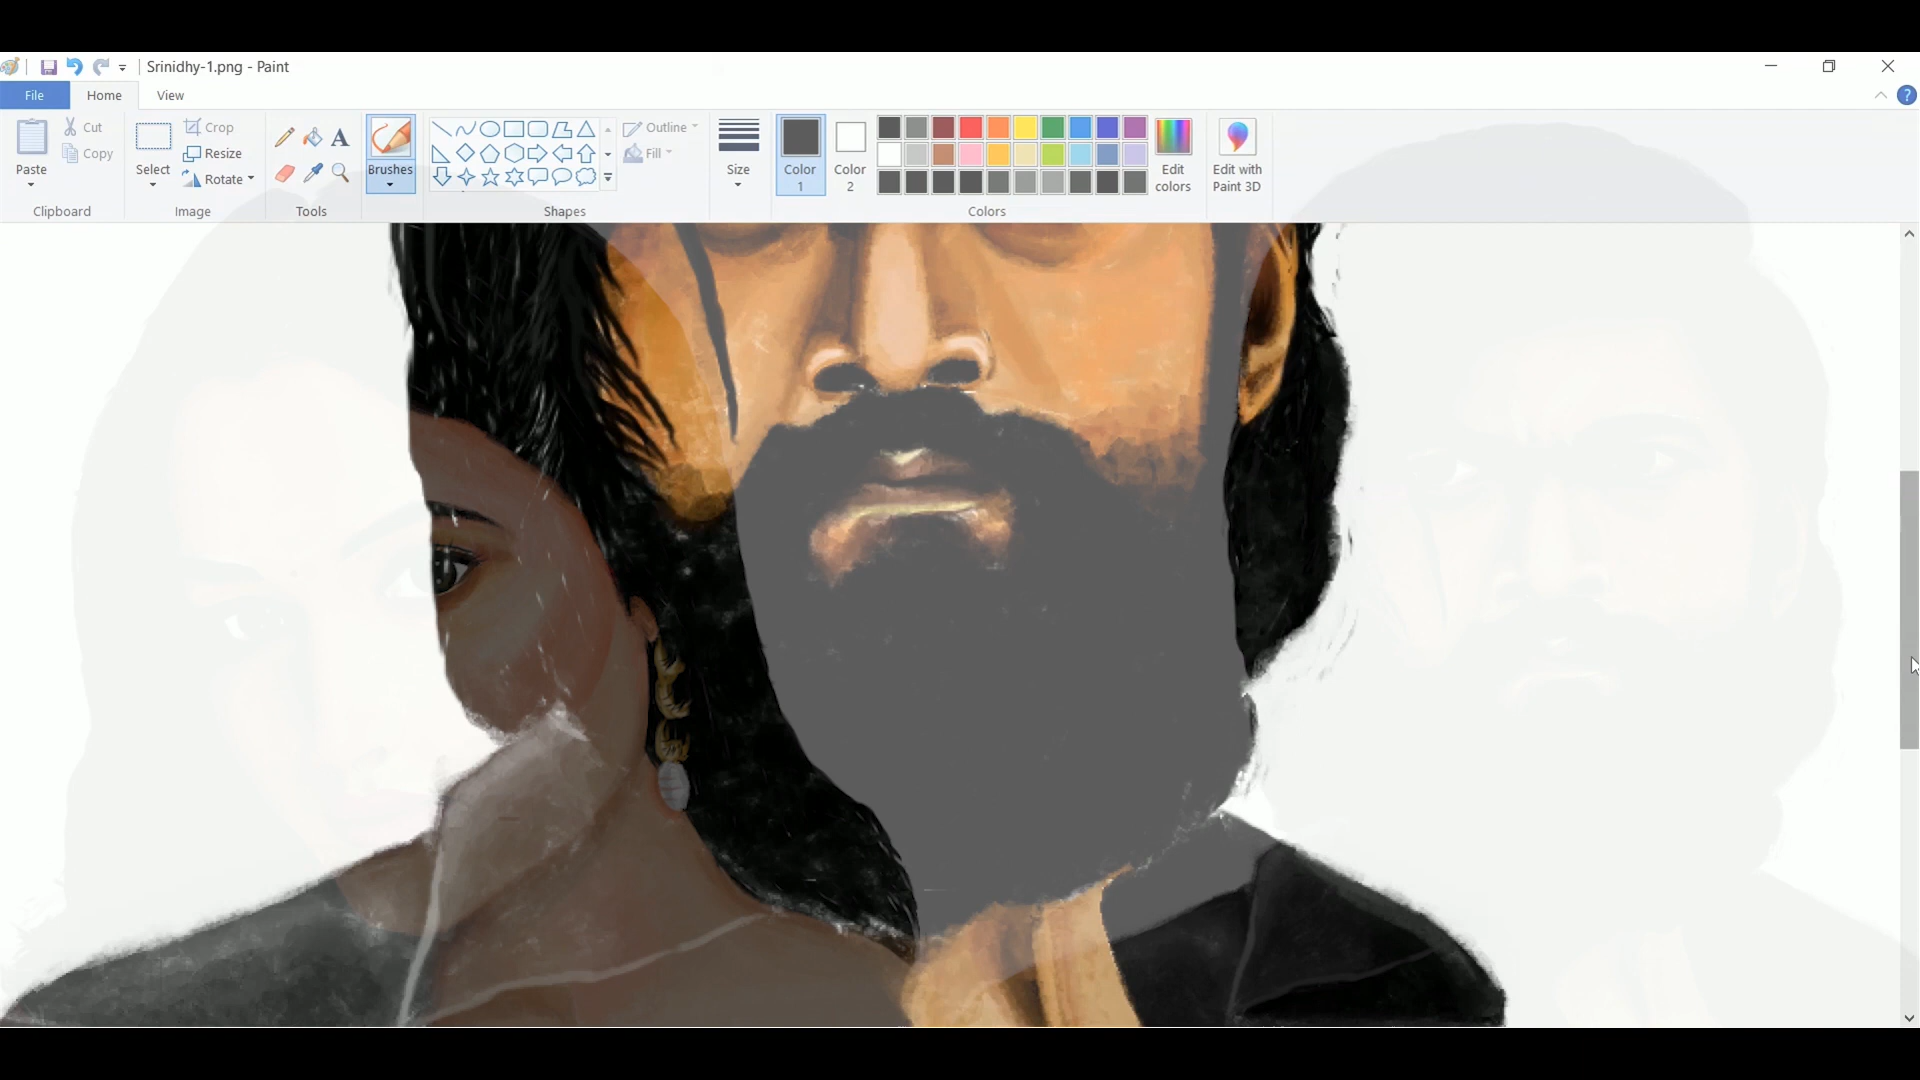 Srinidhy-1.png - Paint
File Home View
Paste
Cut
Copy
Clipboard
Select
Crop
Resize
Rotate
Image
A
Tools
Brushes
Outline
Fill
Shapes
Size
Color
1
Color
2
Edit
colors
Colors
Edit with
Paint 3D
?